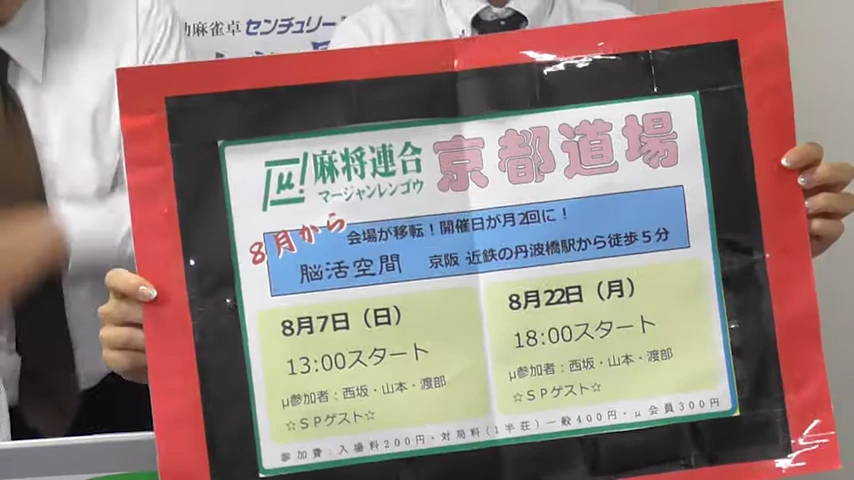 動麻雀卓 センチュリー
μ! 麻将連合 マージャンレンゴウ 京都道場
8月から 会場が移転！開催日が月2回に！
脳活空間 京阪 近鉄の丹波橋駅から徒歩5分
8月7日（日）
13:00スタート
μ参加者：西坂・山本・渡部
☆SPゲスト☆
8月22日（月）
18:00スタート
μ参加者：西坂・山本・渡部
☆SPゲスト☆
参加費：入場料200円・対局料（1半荘）一般400円・μ会員300円